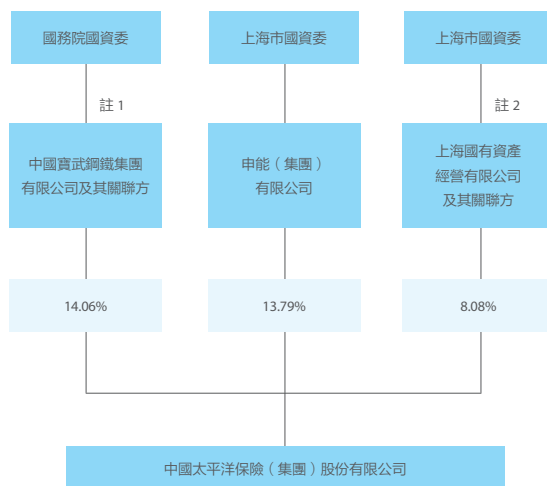 國務院國資委
上海市國資委
上海市國資委
註 1
註 2
中國寶武鋼鐵集團
有限公司及其關聯方
申能（集團）
有限公司
上海國有資產
經營有限公司
及其關聯方
14.06%
13.79%
8.08%
中國太平洋保險（集團）股份有限公司